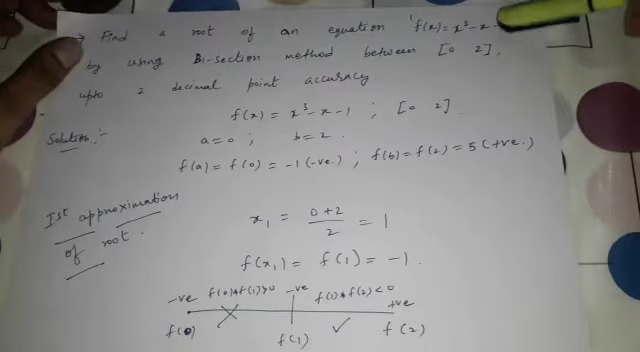 → Find a root of an equation 'f(x) = x³ - x -
by using Bi-section method between [0 2],
upto 2 decimal point accuracy.
f(x) = x³ - x - 1 ; [0 2].
Solution:-
a = 0 ; b = 2.
f(a) = f(0) = -1 (-ve.) ; f(b) = f(2) = 5 (+ve.)
Ist approximation of root..
x₁ = (0+2)/2 = 1
f(x₁) = f(1) = -1.
-ve f(0)*f(1)>0 -ve f(1)*f(2)<0 +ve
f(0) f(1) ✓ f(2)